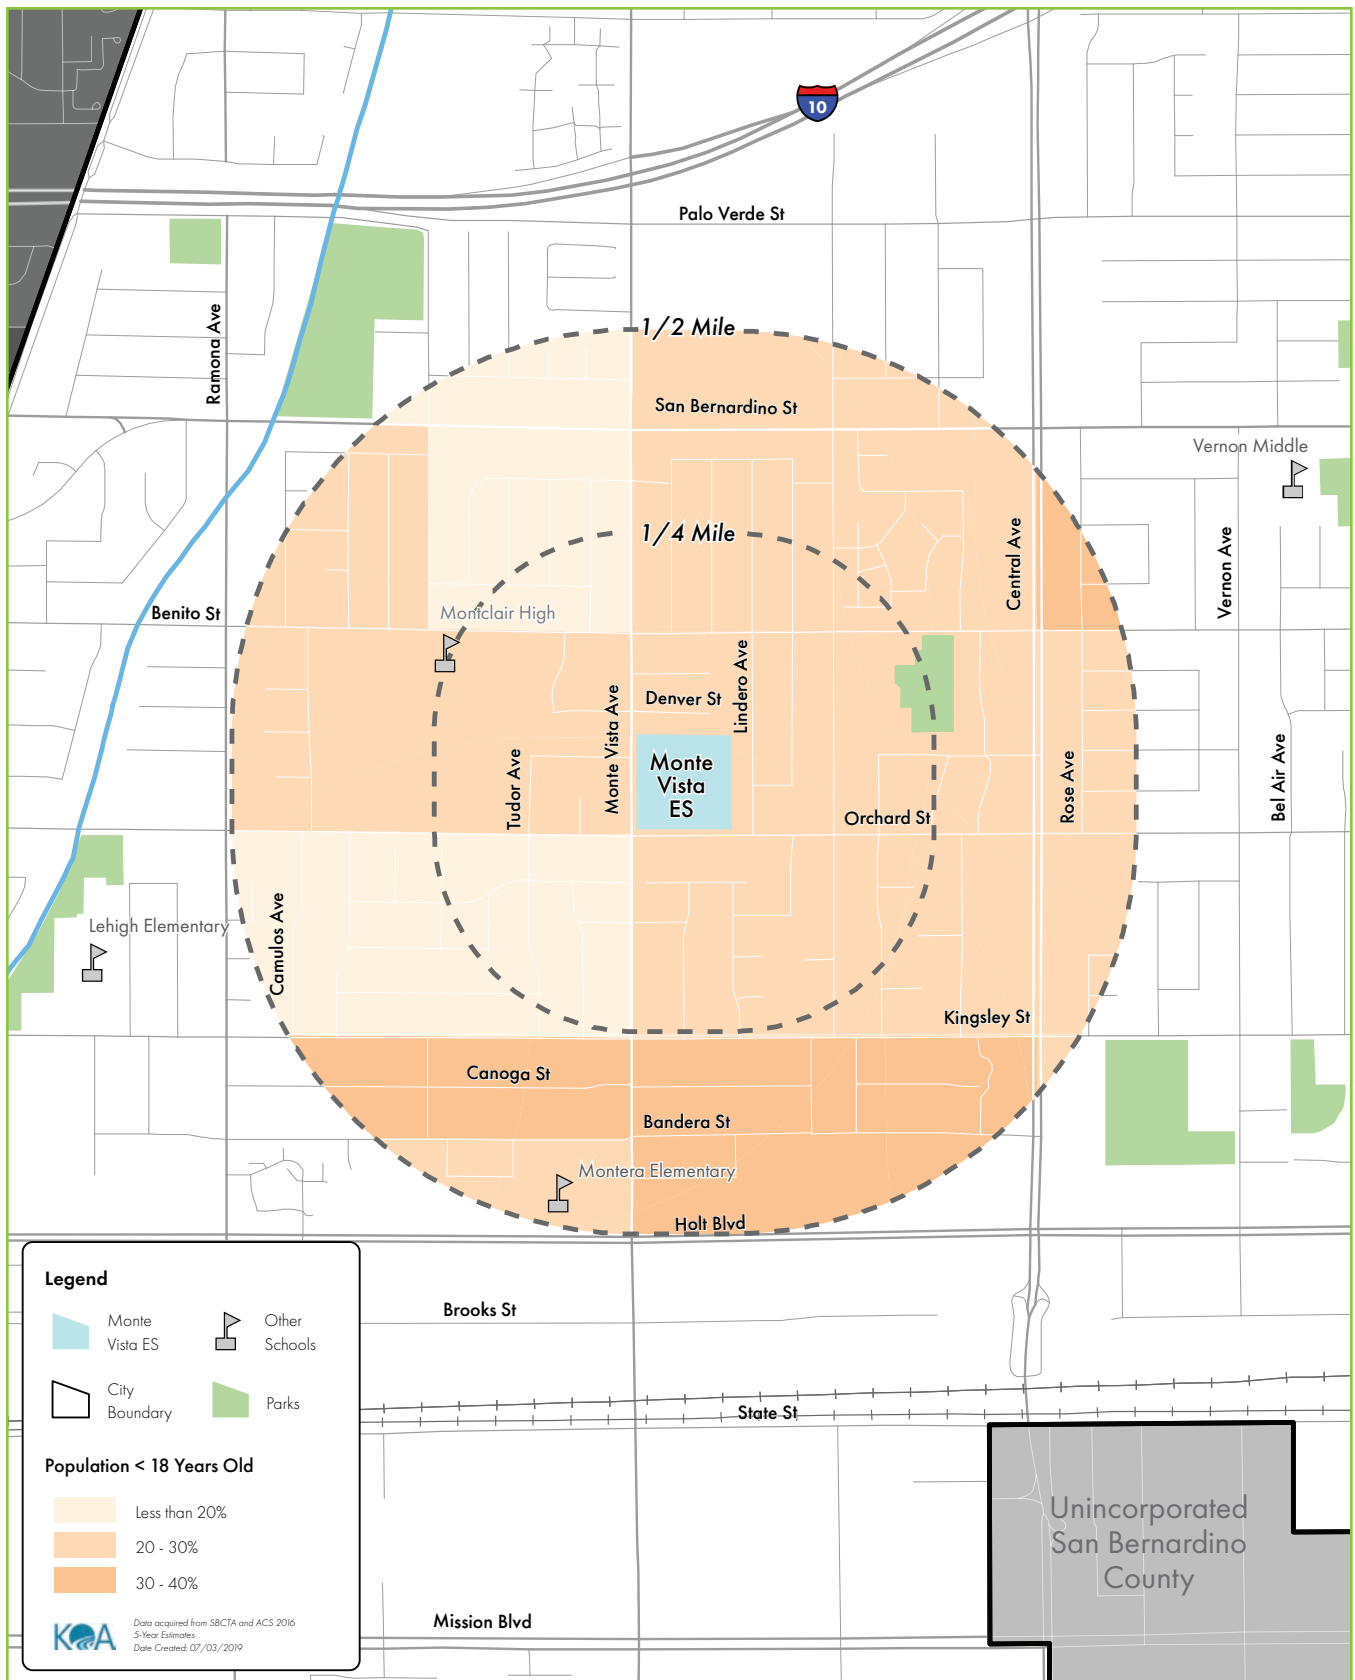 10
Palo Verde St
Ramona Ave
1/2 Mile
San Bernardino St
Vernon Middle
1/4 Mile
Central Ave
Vernon Ave
Benito St
Montclair High
Lindero Ave
Denver St
Monte Vista Ave
Tudor Ave
Monte
Vista
ES
Rose Ave
Bel Air Ave
Orchard St
Camulos Ave
Lehigh Elementary
Kingsley St
Canoga St
Bandera St
Montera Elementary
Holt Blvd
Legend
Monte
Vista ES
Other
Schools
City
Boundary
Parks
Population < 18 Years Old
Less than 20%
20 - 30%
30 - 40%
KOA
Data acquired from SBCTA and ACS 2016
5-Year Estimates
Date Created: 07/03/2019
Brooks St
State St
Unincorporated
San Bernardino
County
Mission Blvd